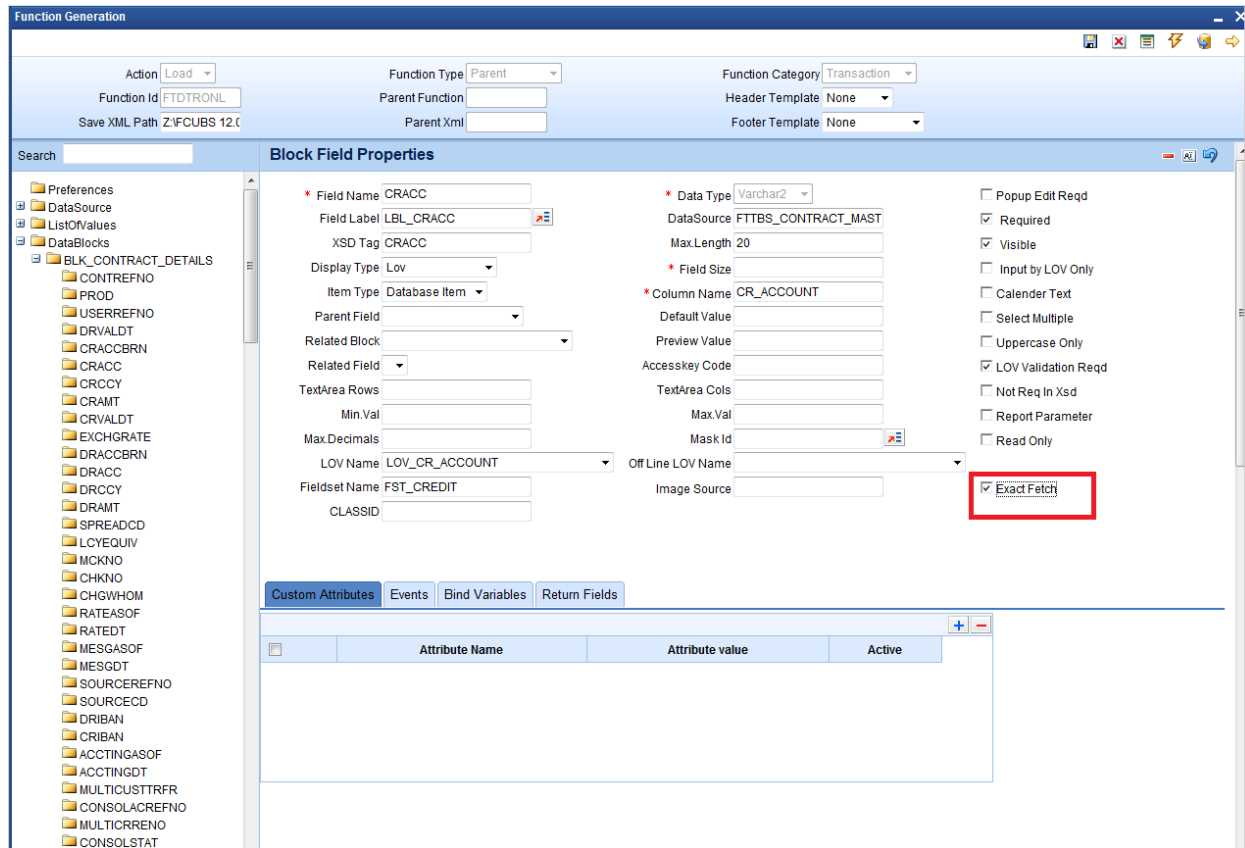 Function Generation
Action Load Function Type Parent Function Category Transaction
Function Id FTDTRONL Parent Function Header Template None
Save XML Path Z:\FCUBS 12.0 Parent Xml Footer Template None
Search Block Field Properties
Preferences
DataSource
ListOfValues
DataBlocks
BLK_CONTRACT_DETAILS
CONTREFNO
PROD
USERREFNO
DRVALDT
CRACCBRN
CRACC
CRCCY
CRAMT
CRVALDT
EXCHGRATE
DRACCBRN
DRACC
DRCCY
DRAMT
SPREADCD
LCYEQUIV
MCKNO
CHKNO
CHGWHOM
RATEASOF
RATEDT
MESGASOF
MESGDT
SOURCEREFNO
SOURCECD
DRIBAN
CRIBAN
ACCTINGASOF
ACCTINGDT
MULTICUSTTRFR
CONSOLACREFNO
MULTICRRENO
CONSOLSTAT
* Field Name CRACC * Data Type Varchar2 Popup Edit Reqd
Field Label LBL_CRACC DataSource FTTBS_CONTRACT_MAST Required
XSD Tag CRACC Max.Length 20 Visible
Display Type Lov * Field Size Input by LOV Only
Item Type Database Item * Column Name CR_ACCOUNT Calender Text
Parent Field Default Value Select Multiple
Related Block Preview Value Uppercase Only
Related Field Accesskey Code LOV Validation Reqd
TextArea Rows TextArea Cols Not Req In Xsd
Min.Val Max.Val Report Parameter
Max.Decimals Mask Id Read Only
LOV Name LOV_CR_ACCOUNT Off Line LOV Name
Fieldset Name FST_CREDIT Image Source Exact Fetch
CLASSID
Custom Attributes Events Bind Variables Return Fields
Attribute Name Attribute value Active